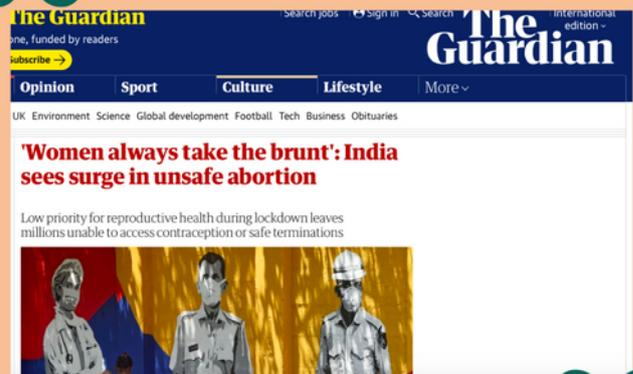 The Guardian
Search jobs Sign in Search
International edition
one, funded by readers
Subscribe →
The Guardian
Opinion Sport Culture Lifestyle More
UK Environment Science Global development Football Tech Business Obituaries
'Women always take the brunt': India
sees surge in unsafe abortion
Low priority for reproductive health during lockdown leaves
millions unable to access contraception or safe terminations